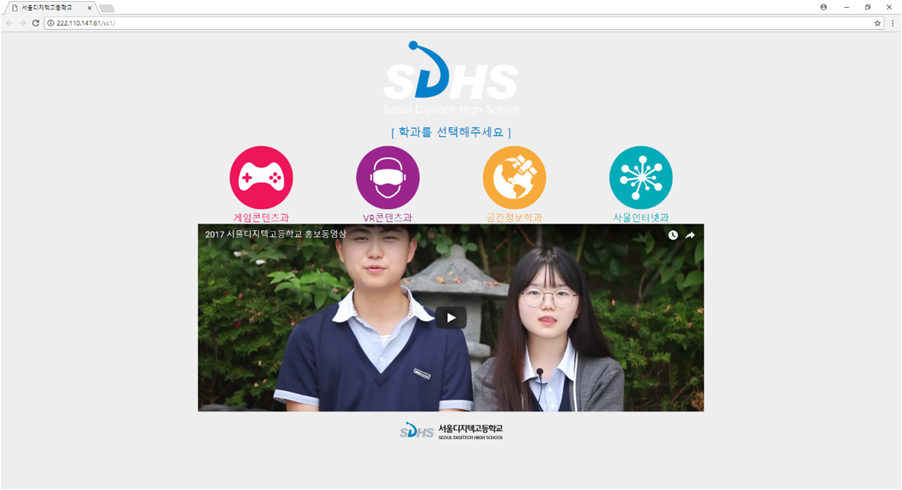 서울디지텍고등학교
222.110.147.61/ss1/
SDHS
Seoul Digitech High School
[ 학과를 선택해주세요 ]
게임콘텐츠과
VR콘텐츠과
공간정보학과
사물인터넷과
2017 서울디지텍고등학교 홍보동영상
SDHS 서울디지텍고등학교
SEOUL DIGITECH HIGH SCHOOL